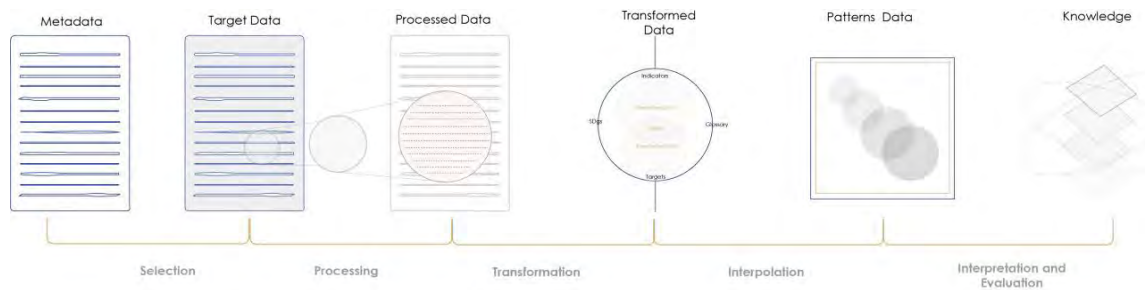 Metadata
Target Data
Processed Data
Transformed
Data
Patterns Data
Knowledge
Indication
SDgs
Glossary
Targets
Selection
Processing
Transformation
Interpolation
Interpretation and
Evaluation